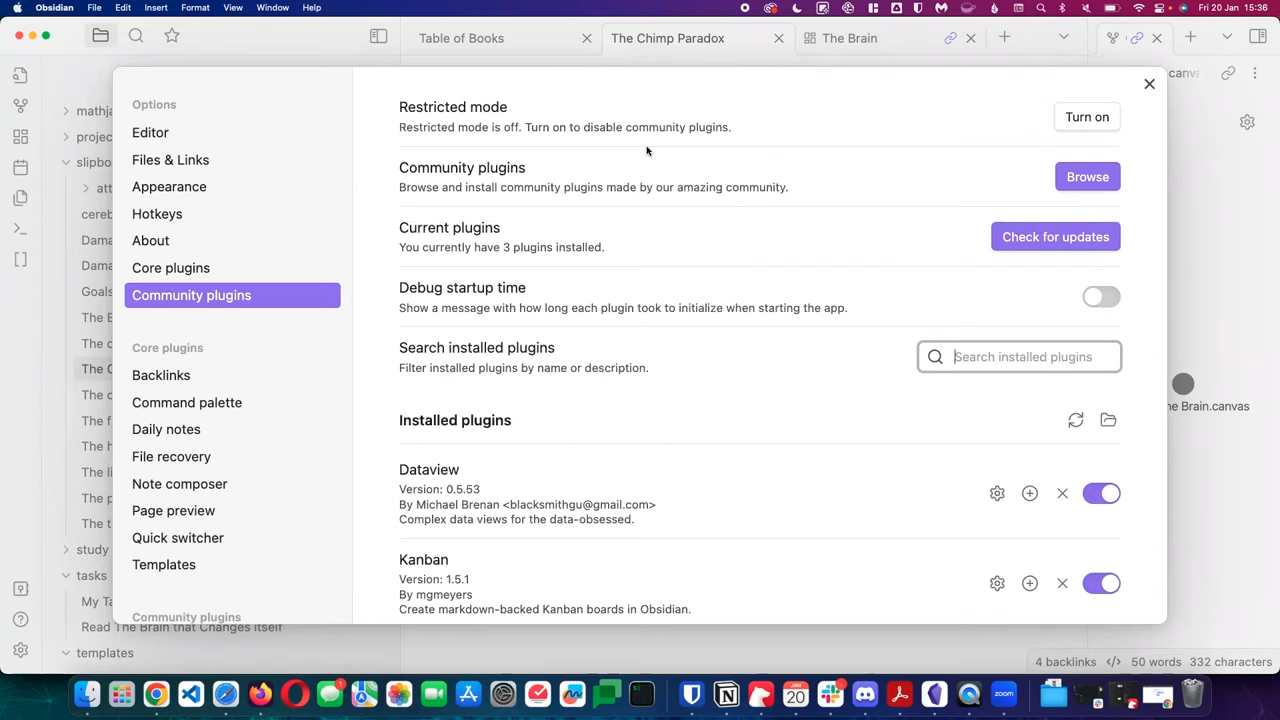 Obsidian File Edit Insert Format View Window Help
Fri 20 Jan 15:36
Table of Books
The Chimp Paradox
The Brain
Options
Editor
Files & Links
Appearance
Hotkeys
About
Core plugins
Community plugins
Core plugins
Backlinks
Command palette
Daily notes
File recovery
Note composer
Page preview
Quick switcher
Templates
Community plugins
Restricted mode
Restricted mode is off. Turn on to disable community plugins.
Turn on
Community plugins
Browse and install community plugins made by our amazing community.
Browse
Current plugins
You currently have 3 plugins installed.
Check for updates
Debug startup time
Show a message with how long each plugin took to initialize when starting the app.
Search installed plugins
Filter installed plugins by name or description.
Search installed plugins
Installed plugins
Dataview
Version: 0.5.53
By Michael Brenan <blacksmithgu@gmail.com>
Complex data views for the data-obsessed.
Kanban
Version: 1.5.1
By mgmeyers
Create markdown-backed Kanban boards in Obsidian.
mathja
projec
slipbo
att
cereb
Dama
Dama
Goals
The B
The c
The C
The c
The f
The h
The li
The p
The t
study
tasks
My Ta
Read The Brain that Changes Itself
templates
canva
he Brain.canvas
4 backlinks </> 50 words 332 characters
JAN
20
zoom